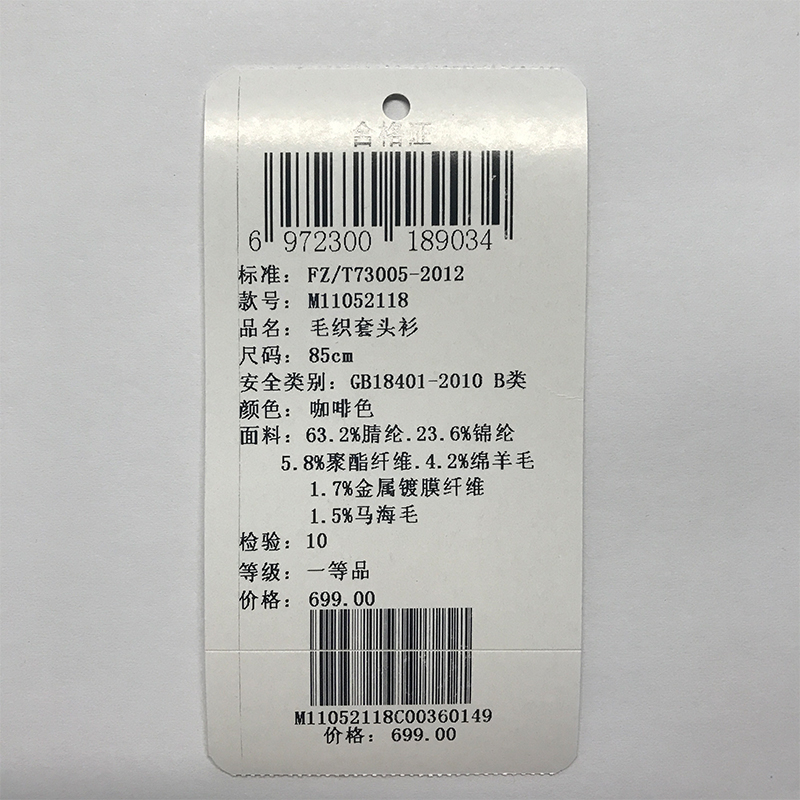 合格证
6 972300 189034
标准：FZ/T73005-2012
款号：M11052118
品名：毛织套头衫
尺码：85cm
安全类别：GB18401-2010 B类
颜色：咖啡色
面料：63.2%腈纶.23.6%锦纶
5.8%聚酯纤维.4.2%绵羊毛
1.7%金属镀膜纤维
1.5%马海毛
检验：10
等级：一等品
价格：699.00
M11052118C00360149
价格：699.00